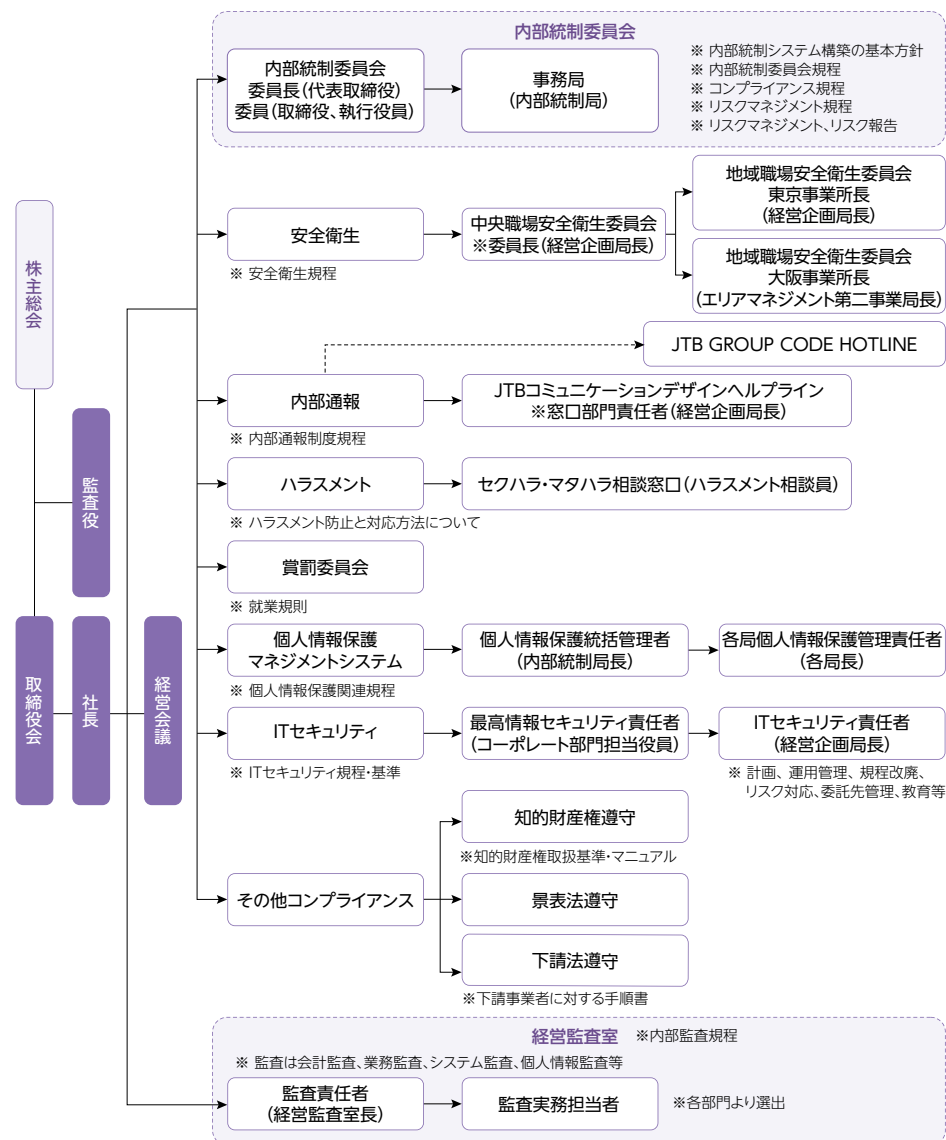 内部統制委員会
内部統制委員会
委員長(代表取締役)
委員(取締役、執行役員)
事務局
(内部統制局)
※ 内部統制システム構築の基本方針
※ 内部統制委員会規程
※ コンプライアンス規程
※ リスクマネジメント規程
※ リスクマネジメント、リスク報告
株主総会
監査役
取締役会
社長
経営会議
安全衛生
※ 安全衛生規程
中央職場安全衛生委員会
※委員長(経営企画局長)
地域職場安全衛生委員会
東京事業所長
(経営企画局長)
地域職場安全衛生委員会
大阪事業所長
(エリアマネジメント第二事業局長)
JTB GROUP CODE HOTLINE
内部通報
※ 内部通報制度規程
JTBコミュニケーションデザインヘルプライン
※窓口部門責任者(経営企画局長)
ハラスメント
※ ハラスメント防止と対応方法について
セクハラ・マタハラ相談窓口(ハラスメント相談員)
賞罰委員会
※ 就業規則
個人情報保護
マネジメントシステム
※ 個人情報保護関連規程
個人情報保護統括管理者
(内部統制局長)
各局個人情報保護管理責任者
(各局長)
ITセキュリティ
※ ITセキュリティ規程・基準
最高情報セキュリティ責任者
(コーポレート部門担当役員)
ITセキュリティ責任者
(経営企画局長)
※ 計画、運用管理、規程改廃、
リスク対応、委託先管理、教育等
その他コンプライアンス
知的財産権遵守
※知的財産権取扱基準・マニュアル
景表法遵守
下請法遵守
※下請事業者に対する手順書
経営監査室 ※内部監査規程
※ 監査は会計監査、業務監査、システム監査、個人情報監査等
監査責任者
(経営監査室長)
監査実務担当者
※各部門より選出